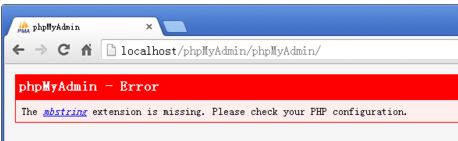 phpMyAdmin
localhost/phpMyAdmin/phpMyAdmin/
phpMyAdmin - Error
The mbstring extension is missing. Please check your PHP configuration.